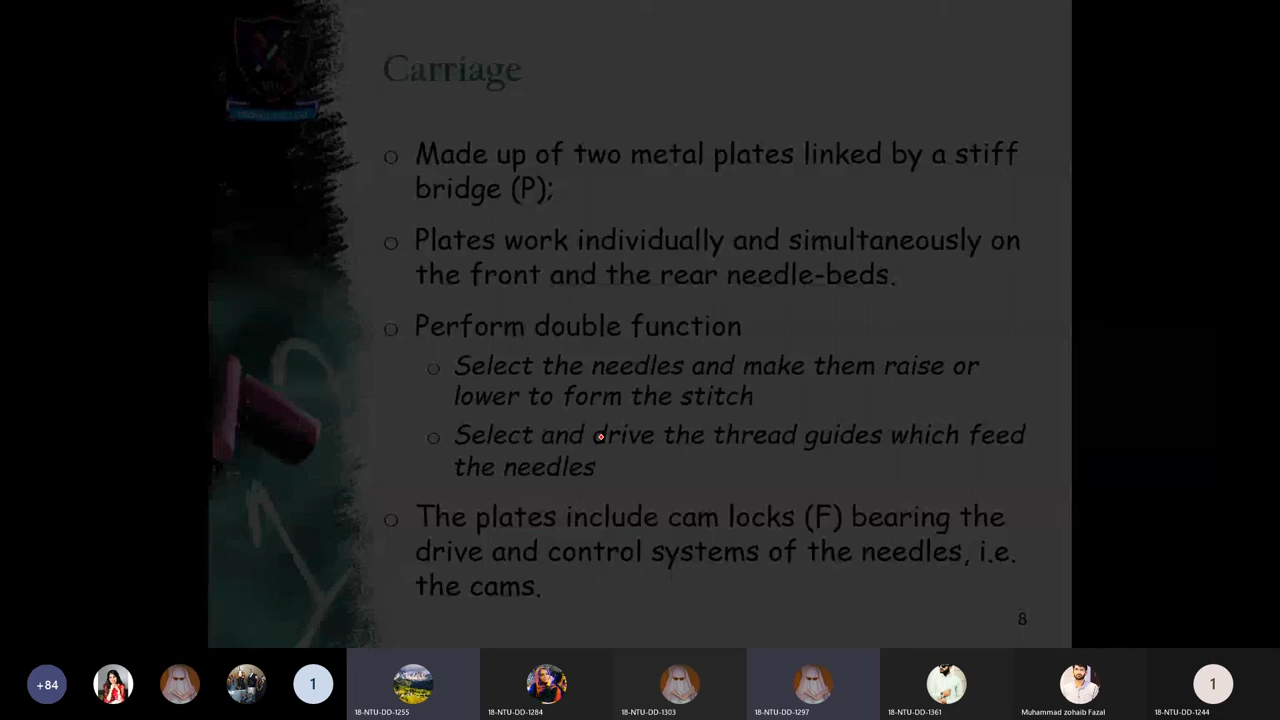 Carriage
Made up of two metal plates linked by a stiff
bridge (P);
Plates work individually and simultaneously on
the front and the rear needle-beds.
Perform double function
Select the needles and make them raise or
lower to form the stitch
Select and drive the thread guides which feed
the needles
The plates include cam locks (F) bearing the
drive and control systems of the needles, i.e.
the cams.
8
+84
1
18-NTU-DD-1255
18-NTU-DD-1284
18-NTU-DD-1303
18-NTU-DD-1297
18-NTU-DD-1361
Muhammad zohaib Fazal
1
18-NTU-DD-1244